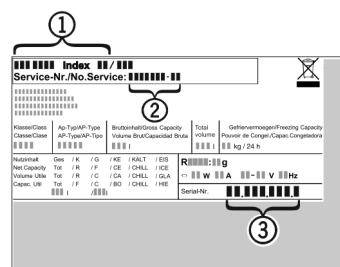 1
Index /
Service-Nr./No.Service: -
2
Klasse/Class Ap-Typ/AP-Type Bruttoinhalt/Gross Capacity Total Gefriervermoegen/Freezing Capacity
Classe/Clase AP-Type/AP-Tipo Volume Brut/Capacidad Bruta volume Pouvoir de Congel./Capac.Congeladora
l l kg / 24 h
Nutzinhalt Ges / K / G / KE / KALT / EIS
Net.Capacity Tot / R / F / CE / CHILL / ICE
Volume Utile Tot / R / C / CA / CHILL / GLA
Capac. Util Tot / F / C / BO / CHILL / HIE
l / l
R : g
W A - V Hz
Serial-Nr. . . .
3